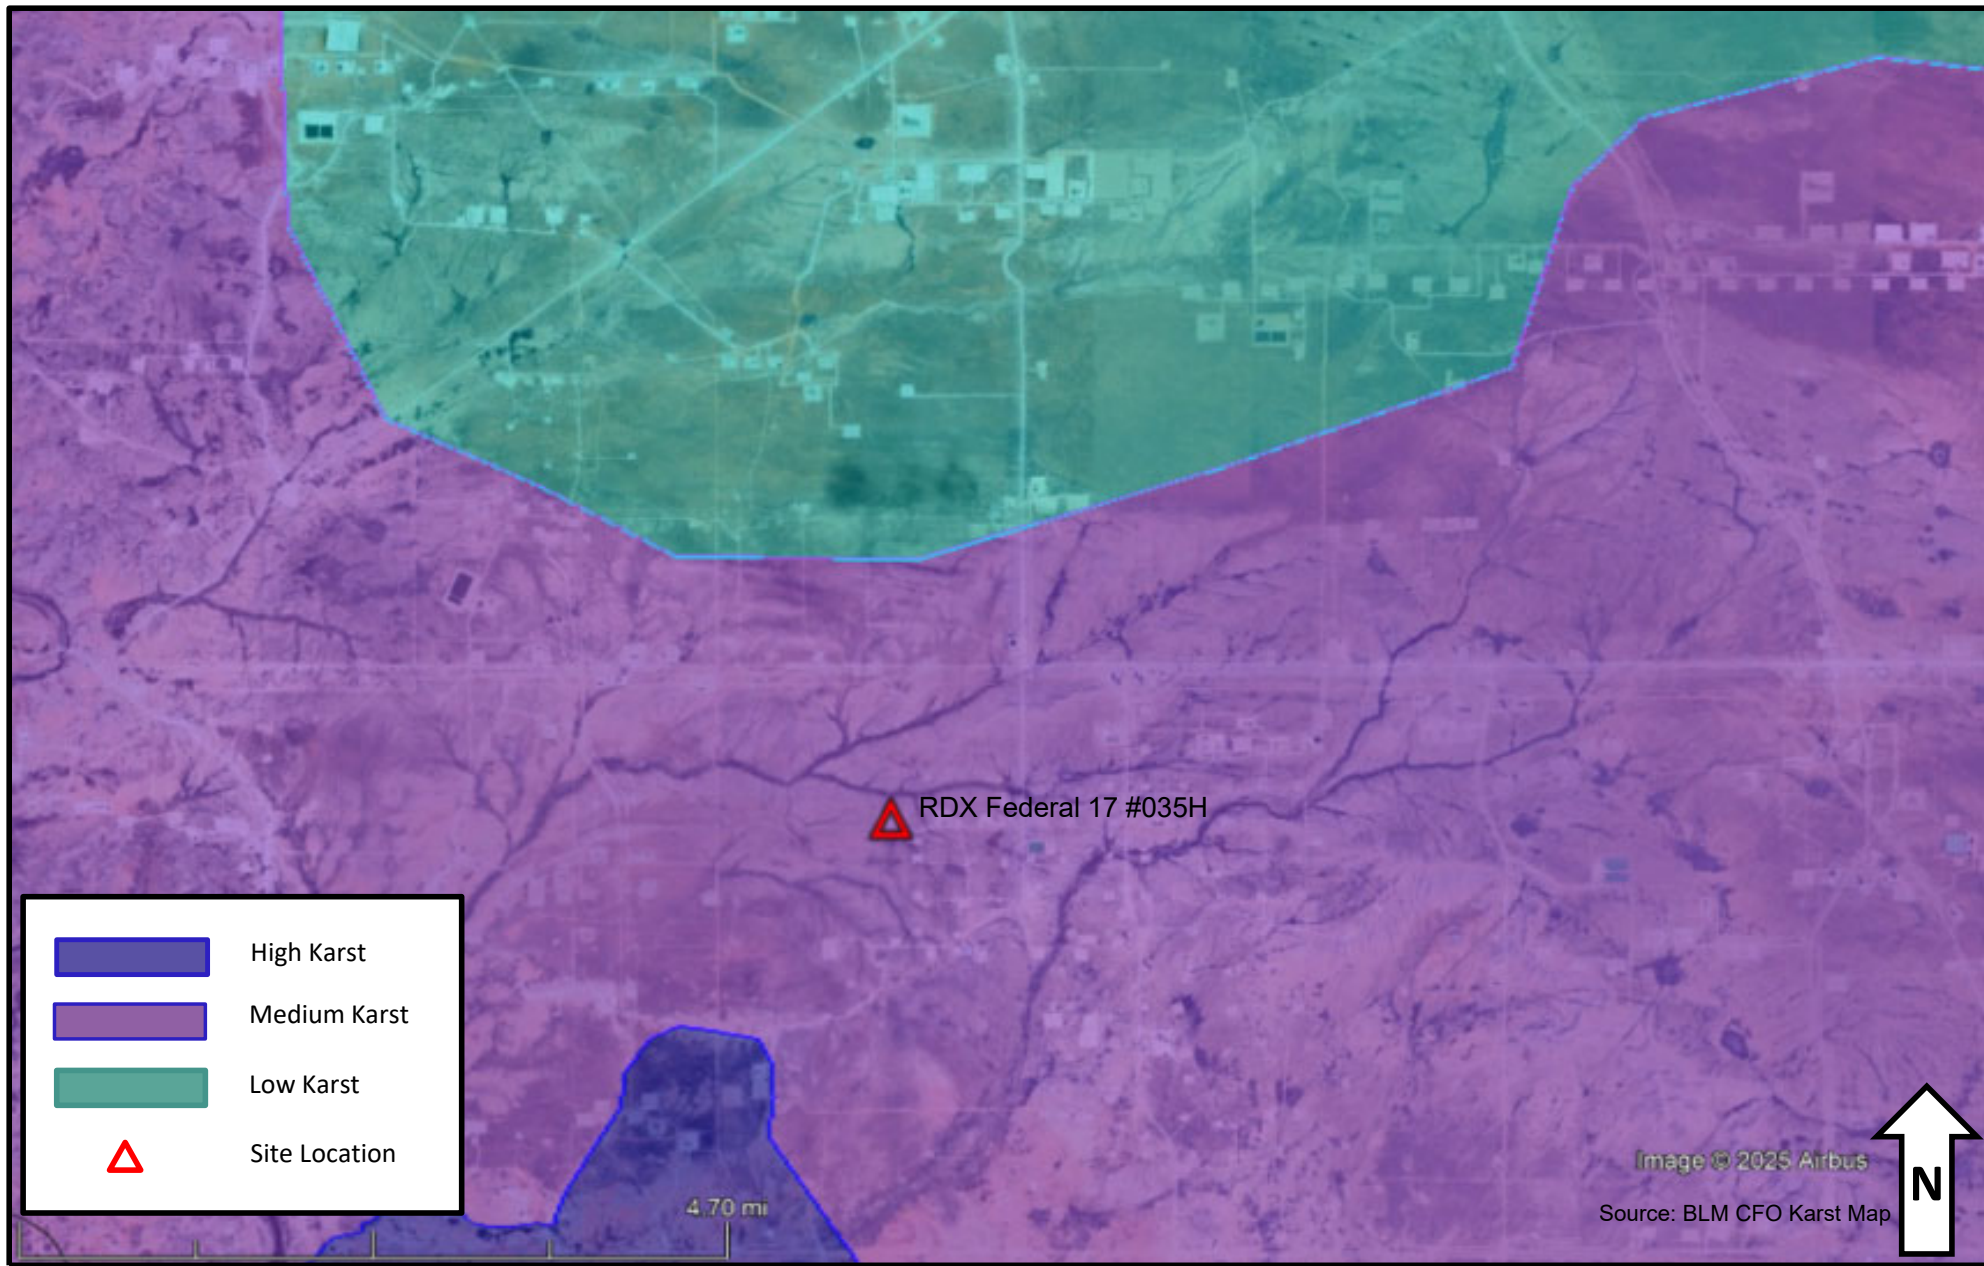 RDX Federal 17 #035H
High Karst
Medium Karst
Low Karst
Site Location
4.70 mi
Image © 2025 Airbus
Source: BLM CFO Karst Map
N